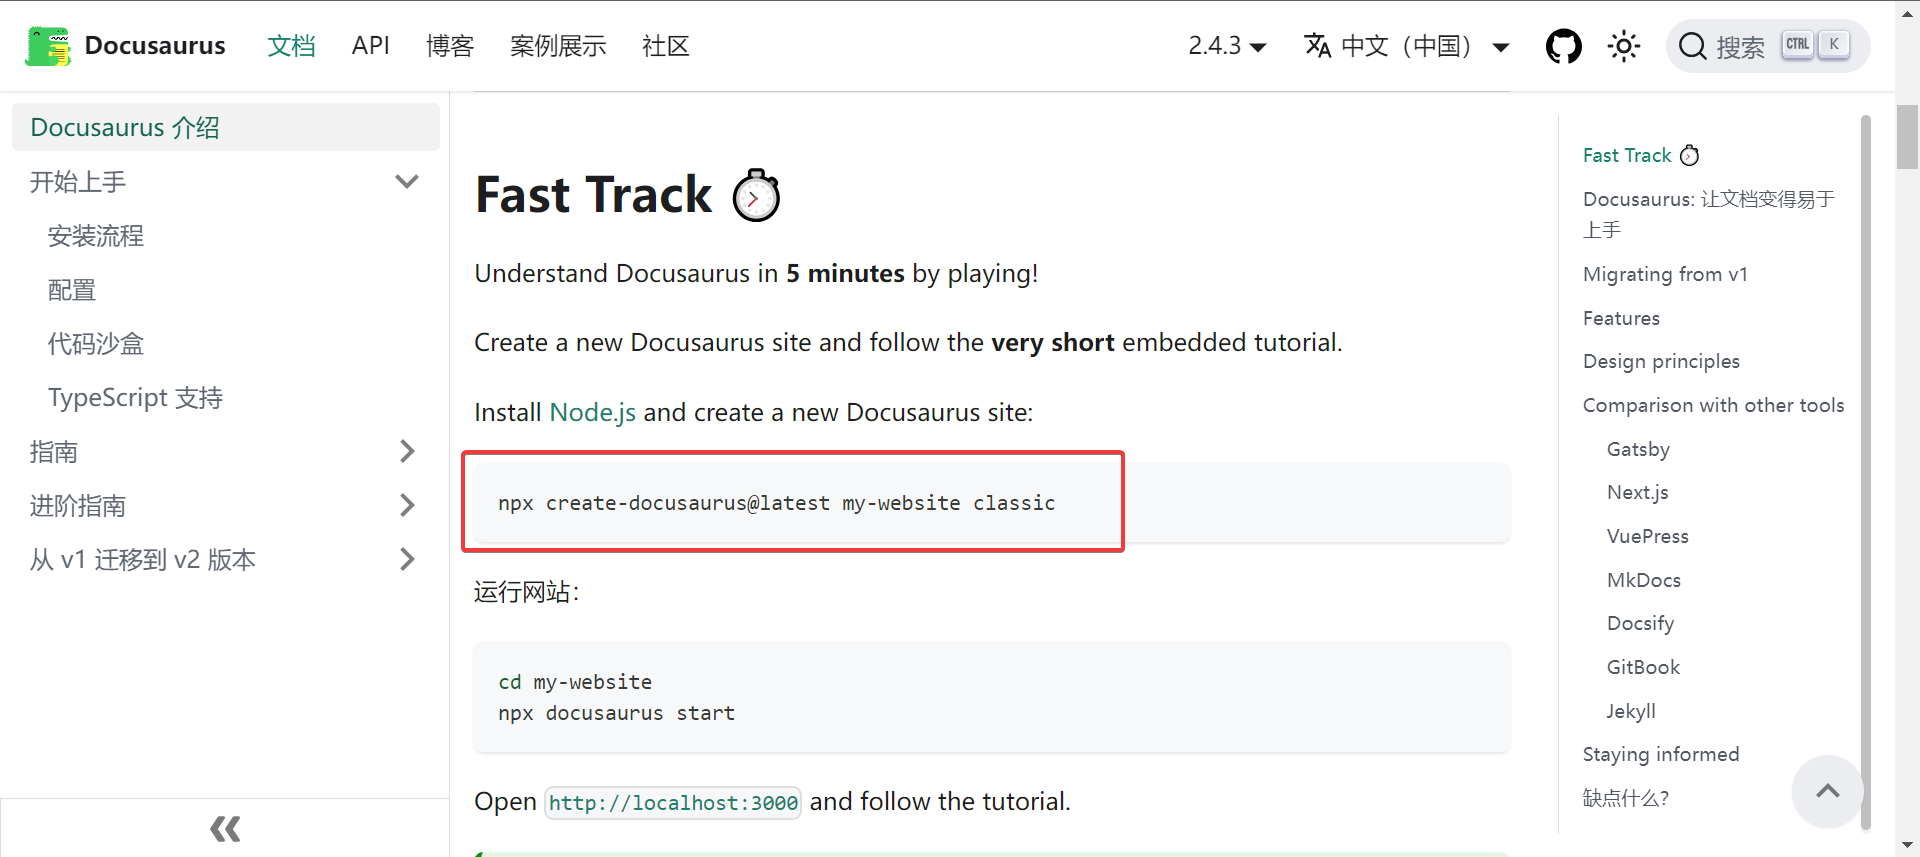 Docusaurus 文档 API 博客 案例展示 社区 2.4.3 中文（中国） 搜索 CTRL K
Docusaurus 介绍
开始上手
安装流程
配置
代码沙盒
TypeScript 支持
指南
进阶指南
从 v1 迁移到 v2 版本
Fast Track
Understand Docusaurus in 5 minutes by playing!
Create a new Docusaurus site and follow the very short embedded tutorial.
Install Node.js and create a new Docusaurus site:
npx create-docusaurus@latest my-website classic
运行网站：
cd my-website
npx docusaurus start
Open http://localhost:3000 and follow the tutorial.
Fast Track
Docusaurus: 让文档变得易于
上手
Migrating from v1
Features
Design principles
Comparison with other tools
Gatsby
Next.js
VuePress
MkDocs
Docsify
GitBook
Jekyll
Staying informed
缺点什么？